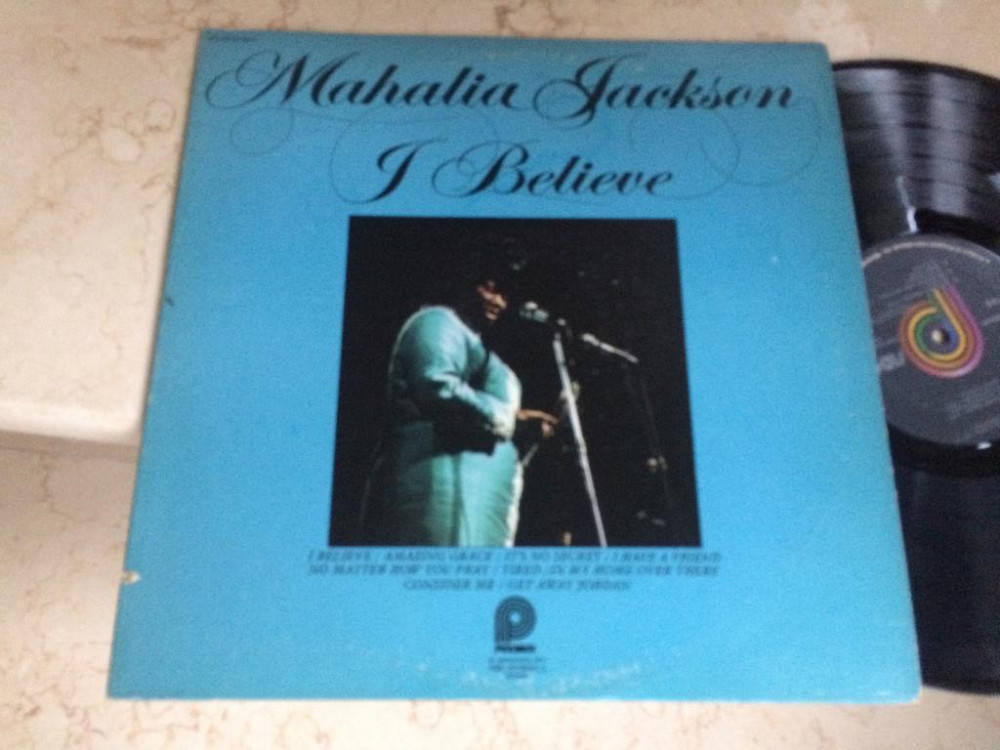 Mahalia Jackson
I Believe
I BELIEVE / AMAZING GRACE / IT'S NO SECRET / I HAVE A FRIEND
NO MATTER HOW YOU PRAY / TIRED / IN MY HOME OVER THERE
CONSIDER ME / GET AWAY JORDAN
PICKWICK